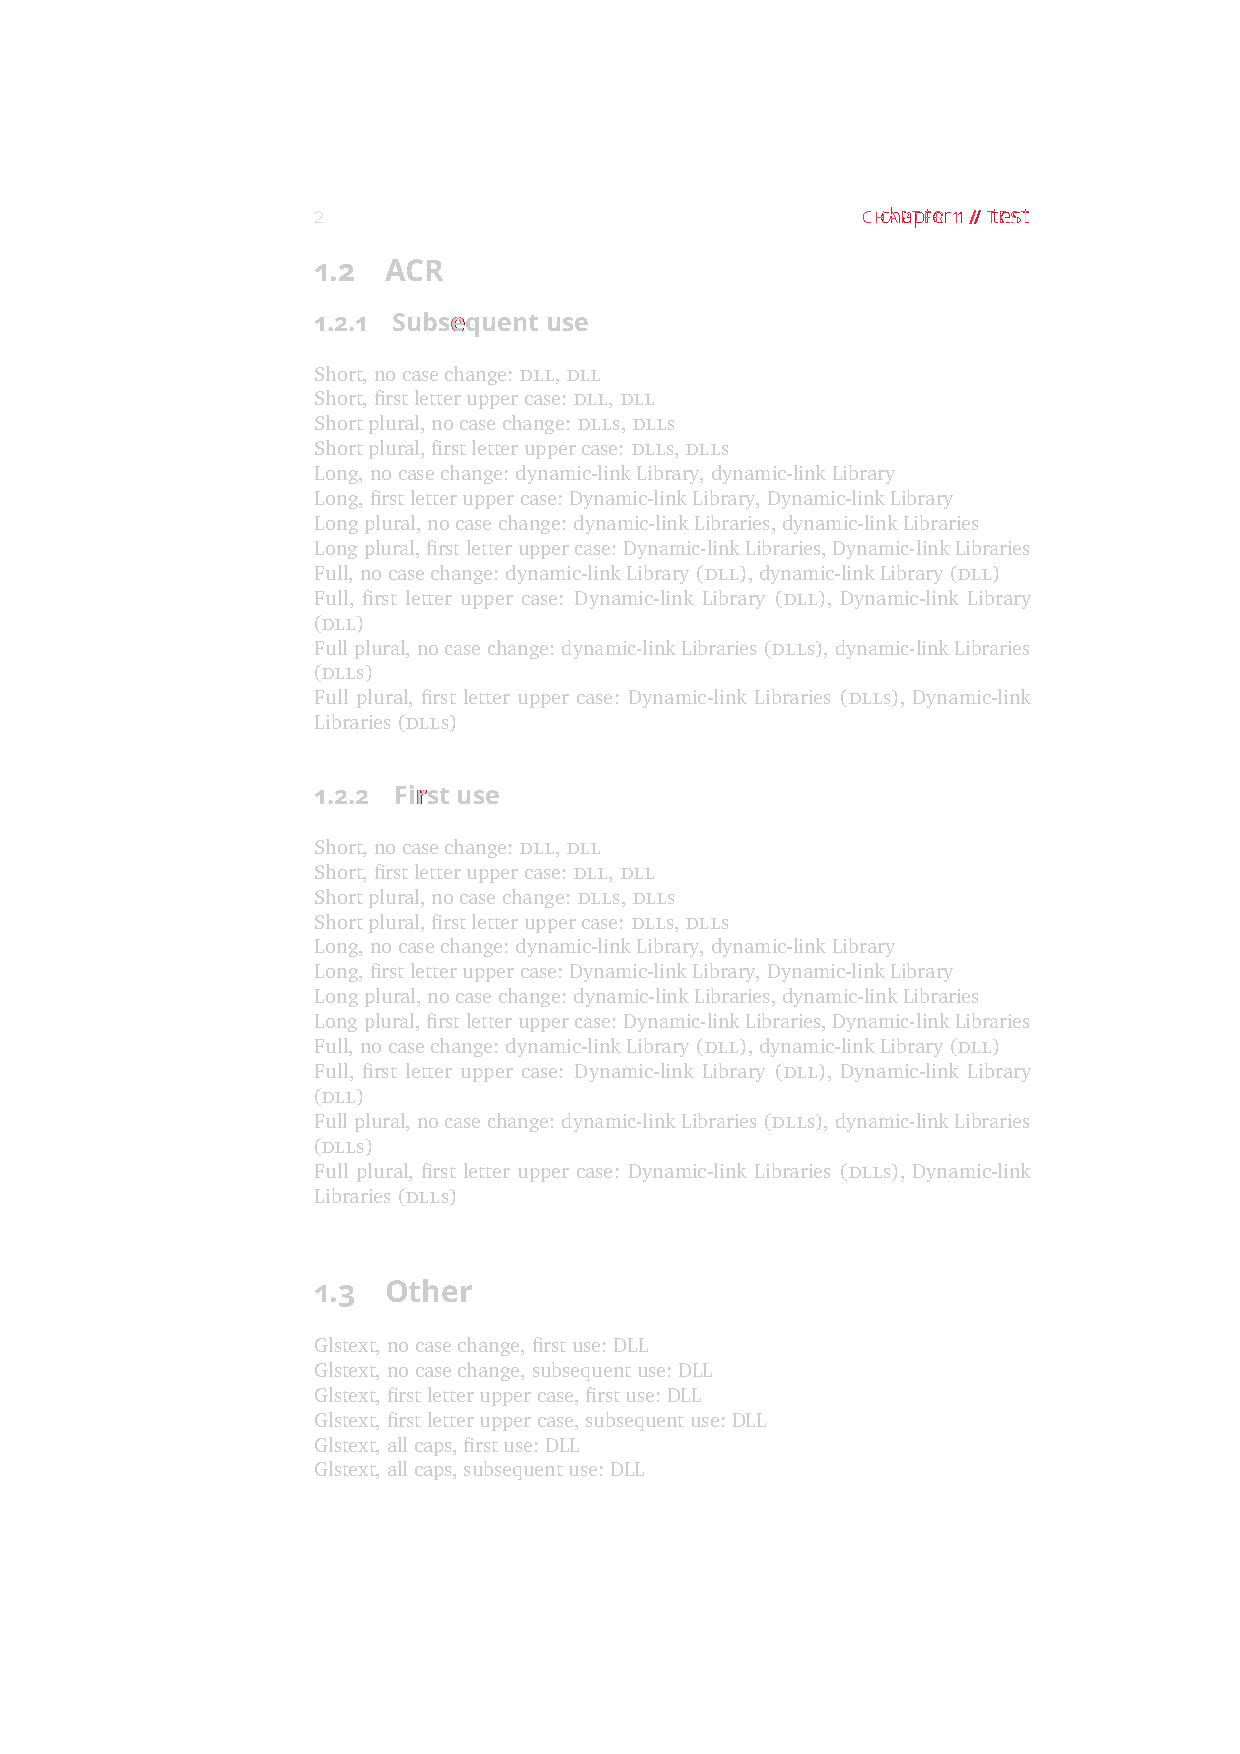 2 chapter 1 // test
1.2 ACR
1.2.1 Subsequent use
Short, no case change: DLL, DLL
Short, first letter upper case: DLL, DLL
Short plural, no case change: DLLs, DLLs
Short plural, first letter upper case: DLLs, DLLs
Long, no case change: dynamic-link Library, dynamic-link Library
Long, first letter upper case: Dynamic-link Library, Dynamic-link Library
Long plural, no case change: dynamic-link Libraries, dynamic-link Libraries
Long plural, first letter upper case: Dynamic-link Libraries, Dynamic-link Libraries
Full, no case change: dynamic-link Library (DLL), dynamic-link Library (DLL)
Full, first letter upper case: Dynamic-link Library (DLL), Dynamic-link Library
(DLL)
Full plural, no case change: dynamic-link Libraries (DLLs), dynamic-link Libraries
(DLLs)
Full plural, first letter upper case: Dynamic-link Libraries (DLLs), Dynamic-link
Libraries (DLLs)
1.2.2 First use
Short, no case change: DLL, DLL
Short, first letter upper case: DLL, DLL
Short plural, no case change: DLLs, DLLs
Short plural, first letter upper case: DLLs, DLLs
Long, no case change: dynamic-link Library, dynamic-link Library
Long, first letter upper case: Dynamic-link Library, Dynamic-link Library
Long plural, no case change: dynamic-link Libraries, dynamic-link Libraries
Long plural, first letter upper case: Dynamic-link Libraries, Dynamic-link Libraries
Full, no case change: dynamic-link Library (DLL), dynamic-link Library (DLL)
Full, first letter upper case: Dynamic-link Library (DLL), Dynamic-link Library
(DLL)
Full plural, no case change: dynamic-link Libraries (DLLs), dynamic-link Libraries
(DLLs)
Full plural, first letter upper case: Dynamic-link Libraries (DLLs), Dynamic-link
Libraries (DLLs)
1.3 Other
Glstext, no case change, first use: DLL
Glstext, no case change, subsequent use: DLL
Glstext, first letter upper case, first use: DLL
Glstext, first letter upper case, subsequent use: DLL
Glstext, all caps, first use: DLL
Glstext, all caps, subsequent use: DLL